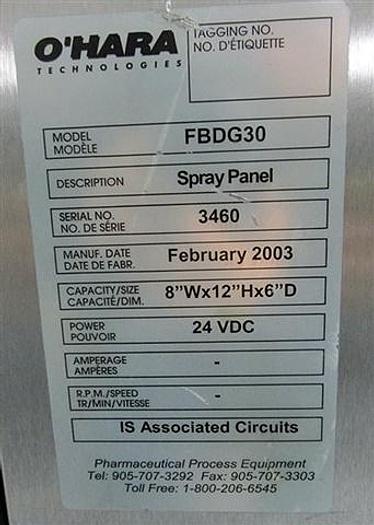 O'HARA
TECHNOLOGIES
TAGGING NO.
NO. D'ÉTIQUETTE
MODEL
MODÈLE
FBDG30
DESCRIPTION
Spray Panel
SERIAL NO.
NO. DE SÉRIE
3460
MANUF. DATE
DATE DE FABR.
February 2003
CAPACITY/SIZE
CAPACITÉ/DIM.
8"Wx12"Hx6"D
POWER
POUVOIR
24 VDC
AMPERAGE
AMPÈRES
-
R.P.M./SPEED
TR/MIN/VITESSE
-
IS Associated Circuits
Pharmaceutical Process Equipment
Tel: 905-707-3292 Fax: 905-707-3303
Toll Free: 1-800-206-6545